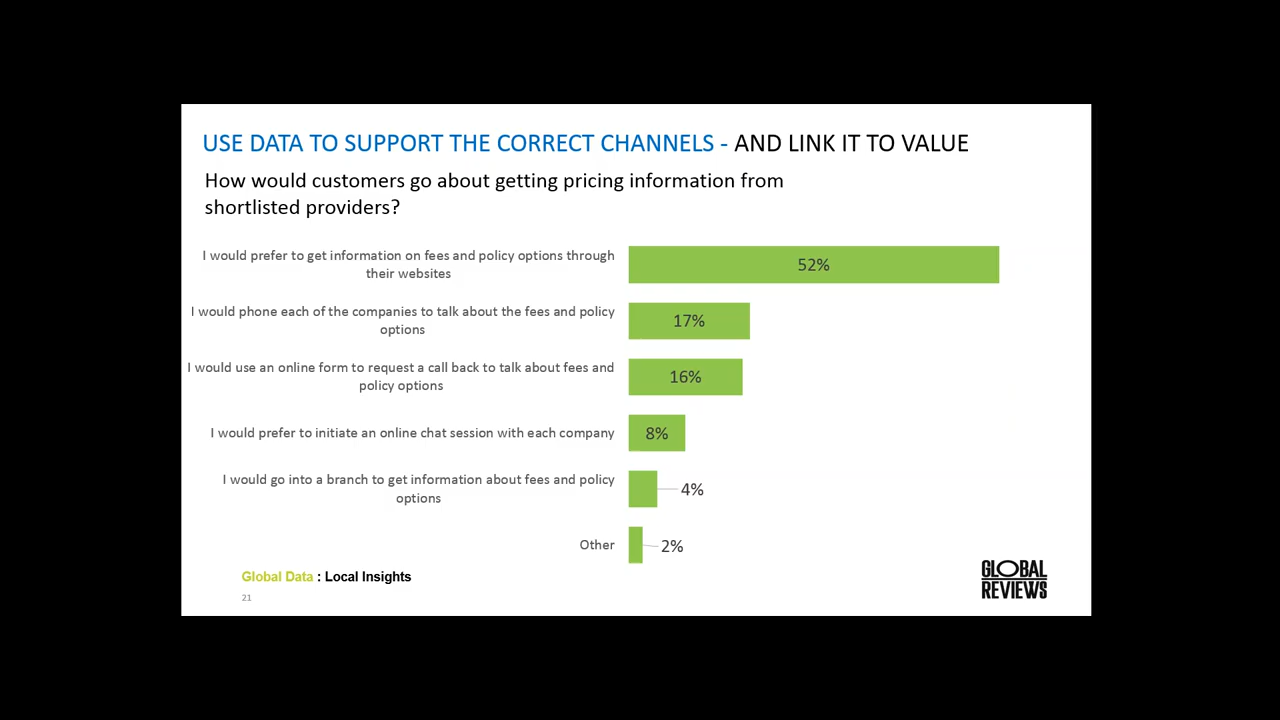 USE DATA TO SUPPORT THE CORRECT CHANNELS - AND LINK IT TO VALUE
How would customers go about getting pricing information from
shortlisted providers?
I would prefer to get information on fees and policy options through
their websites
52%
I would phone each of the companies to talk about the fees and policy
options
17%
I would use an online form to request a call back to talk about fees and
policy options
16%
I would prefer to initiate an online chat session with each company
8%
I would go into a branch to get information about fees and policy
options
4%
Other
2%
Global Data : Local Insights
21
GLOBAL
REVIEWS